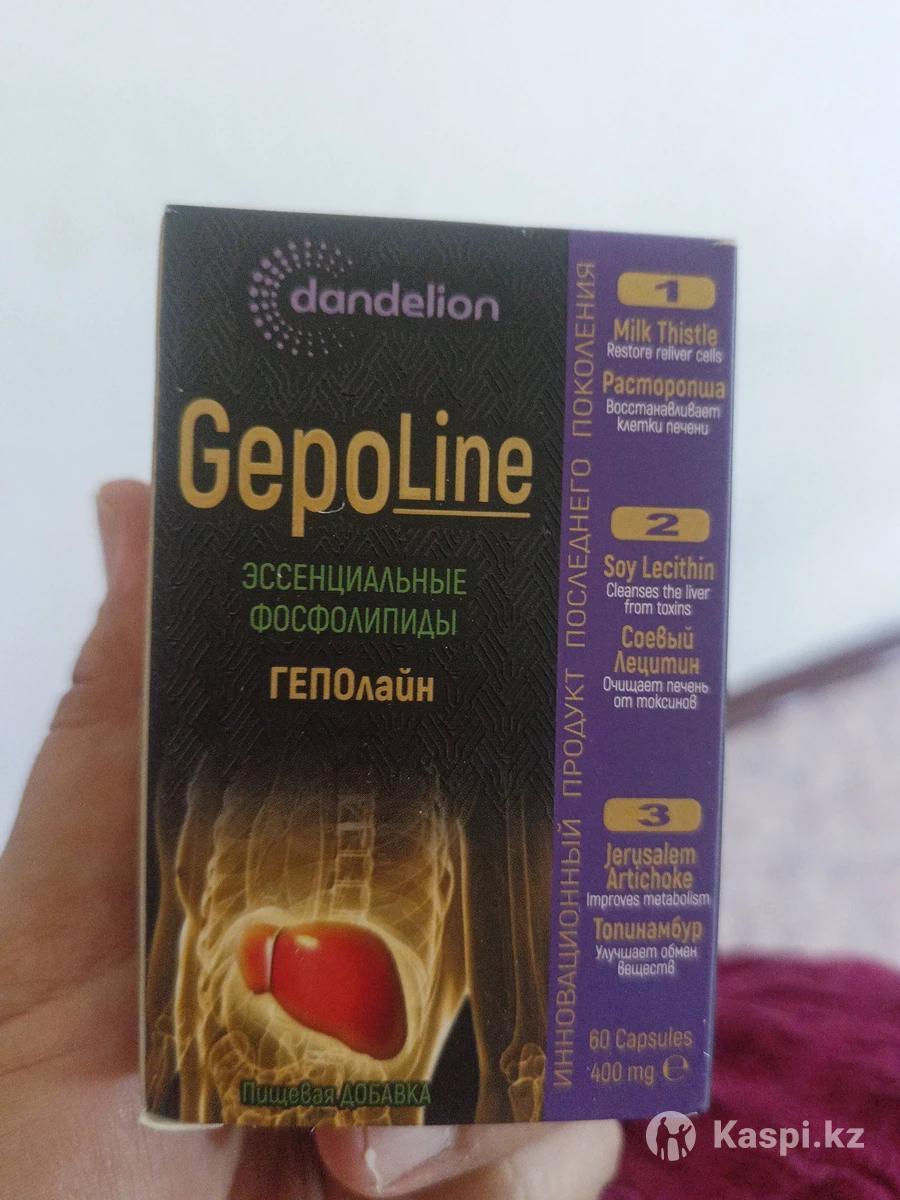 dandelion
GepoLine
ЭССЕНЦИАЛЬНЫЕ
ФОСФОЛИПИДЫ
ГЕПОлайн
Пищевая ДОБАВКА
ИННОВАЦИОННЫЙ ПРОДУКТ ПОСЛЕДНЕГО ПОКОЛЕНИЯ
1
Milk Thistle
Restore reliver cells
Расторопша
Восстанавливает
клетки печени
2
Soy Lecithin
Cleanses the liver
from toxins
Соевый
Лецитин
Очищает печень
от токсинов
3
Jerusalem
Artichoke
Improves metabolism
Топинамбур
Улучшает обмен
веществ
60 Capsules
400 mg ℮
Kaspi.kz